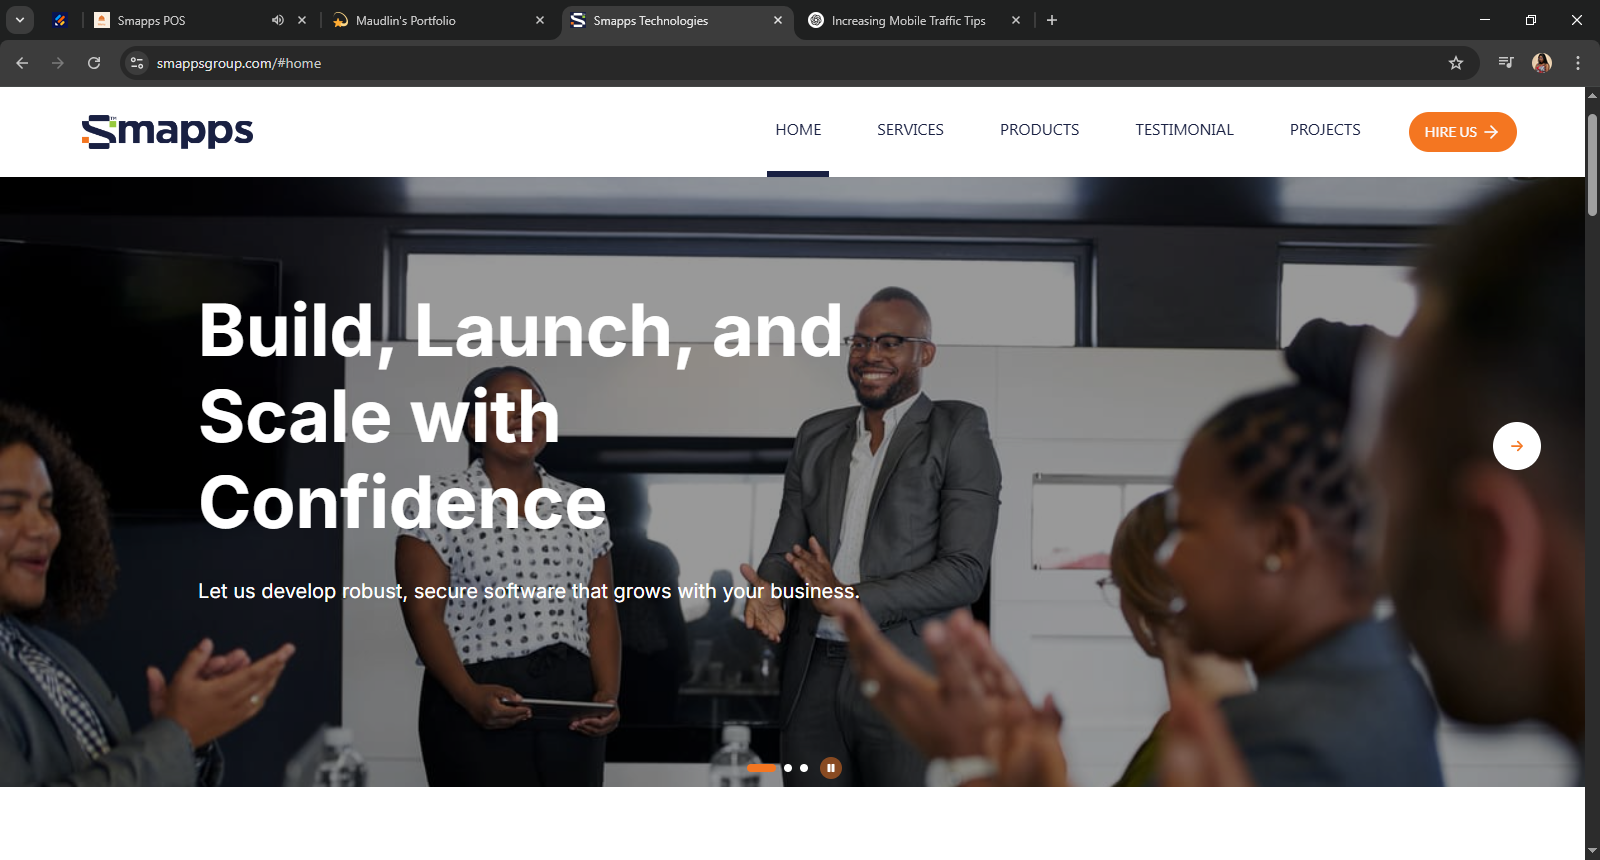 Smapps POS
Maudlin's Portfolio
Smapps Technologies
Increasing Mobile Traffic Tips
smappsgroup.com/#home
Smapps™
HOME
SERVICES
PRODUCTS
TESTIMONIAL
PROJECTS
HIRE US
Build, Launch, and
Scale with
Confidence
Let us develop robust, secure software that grows with your business.